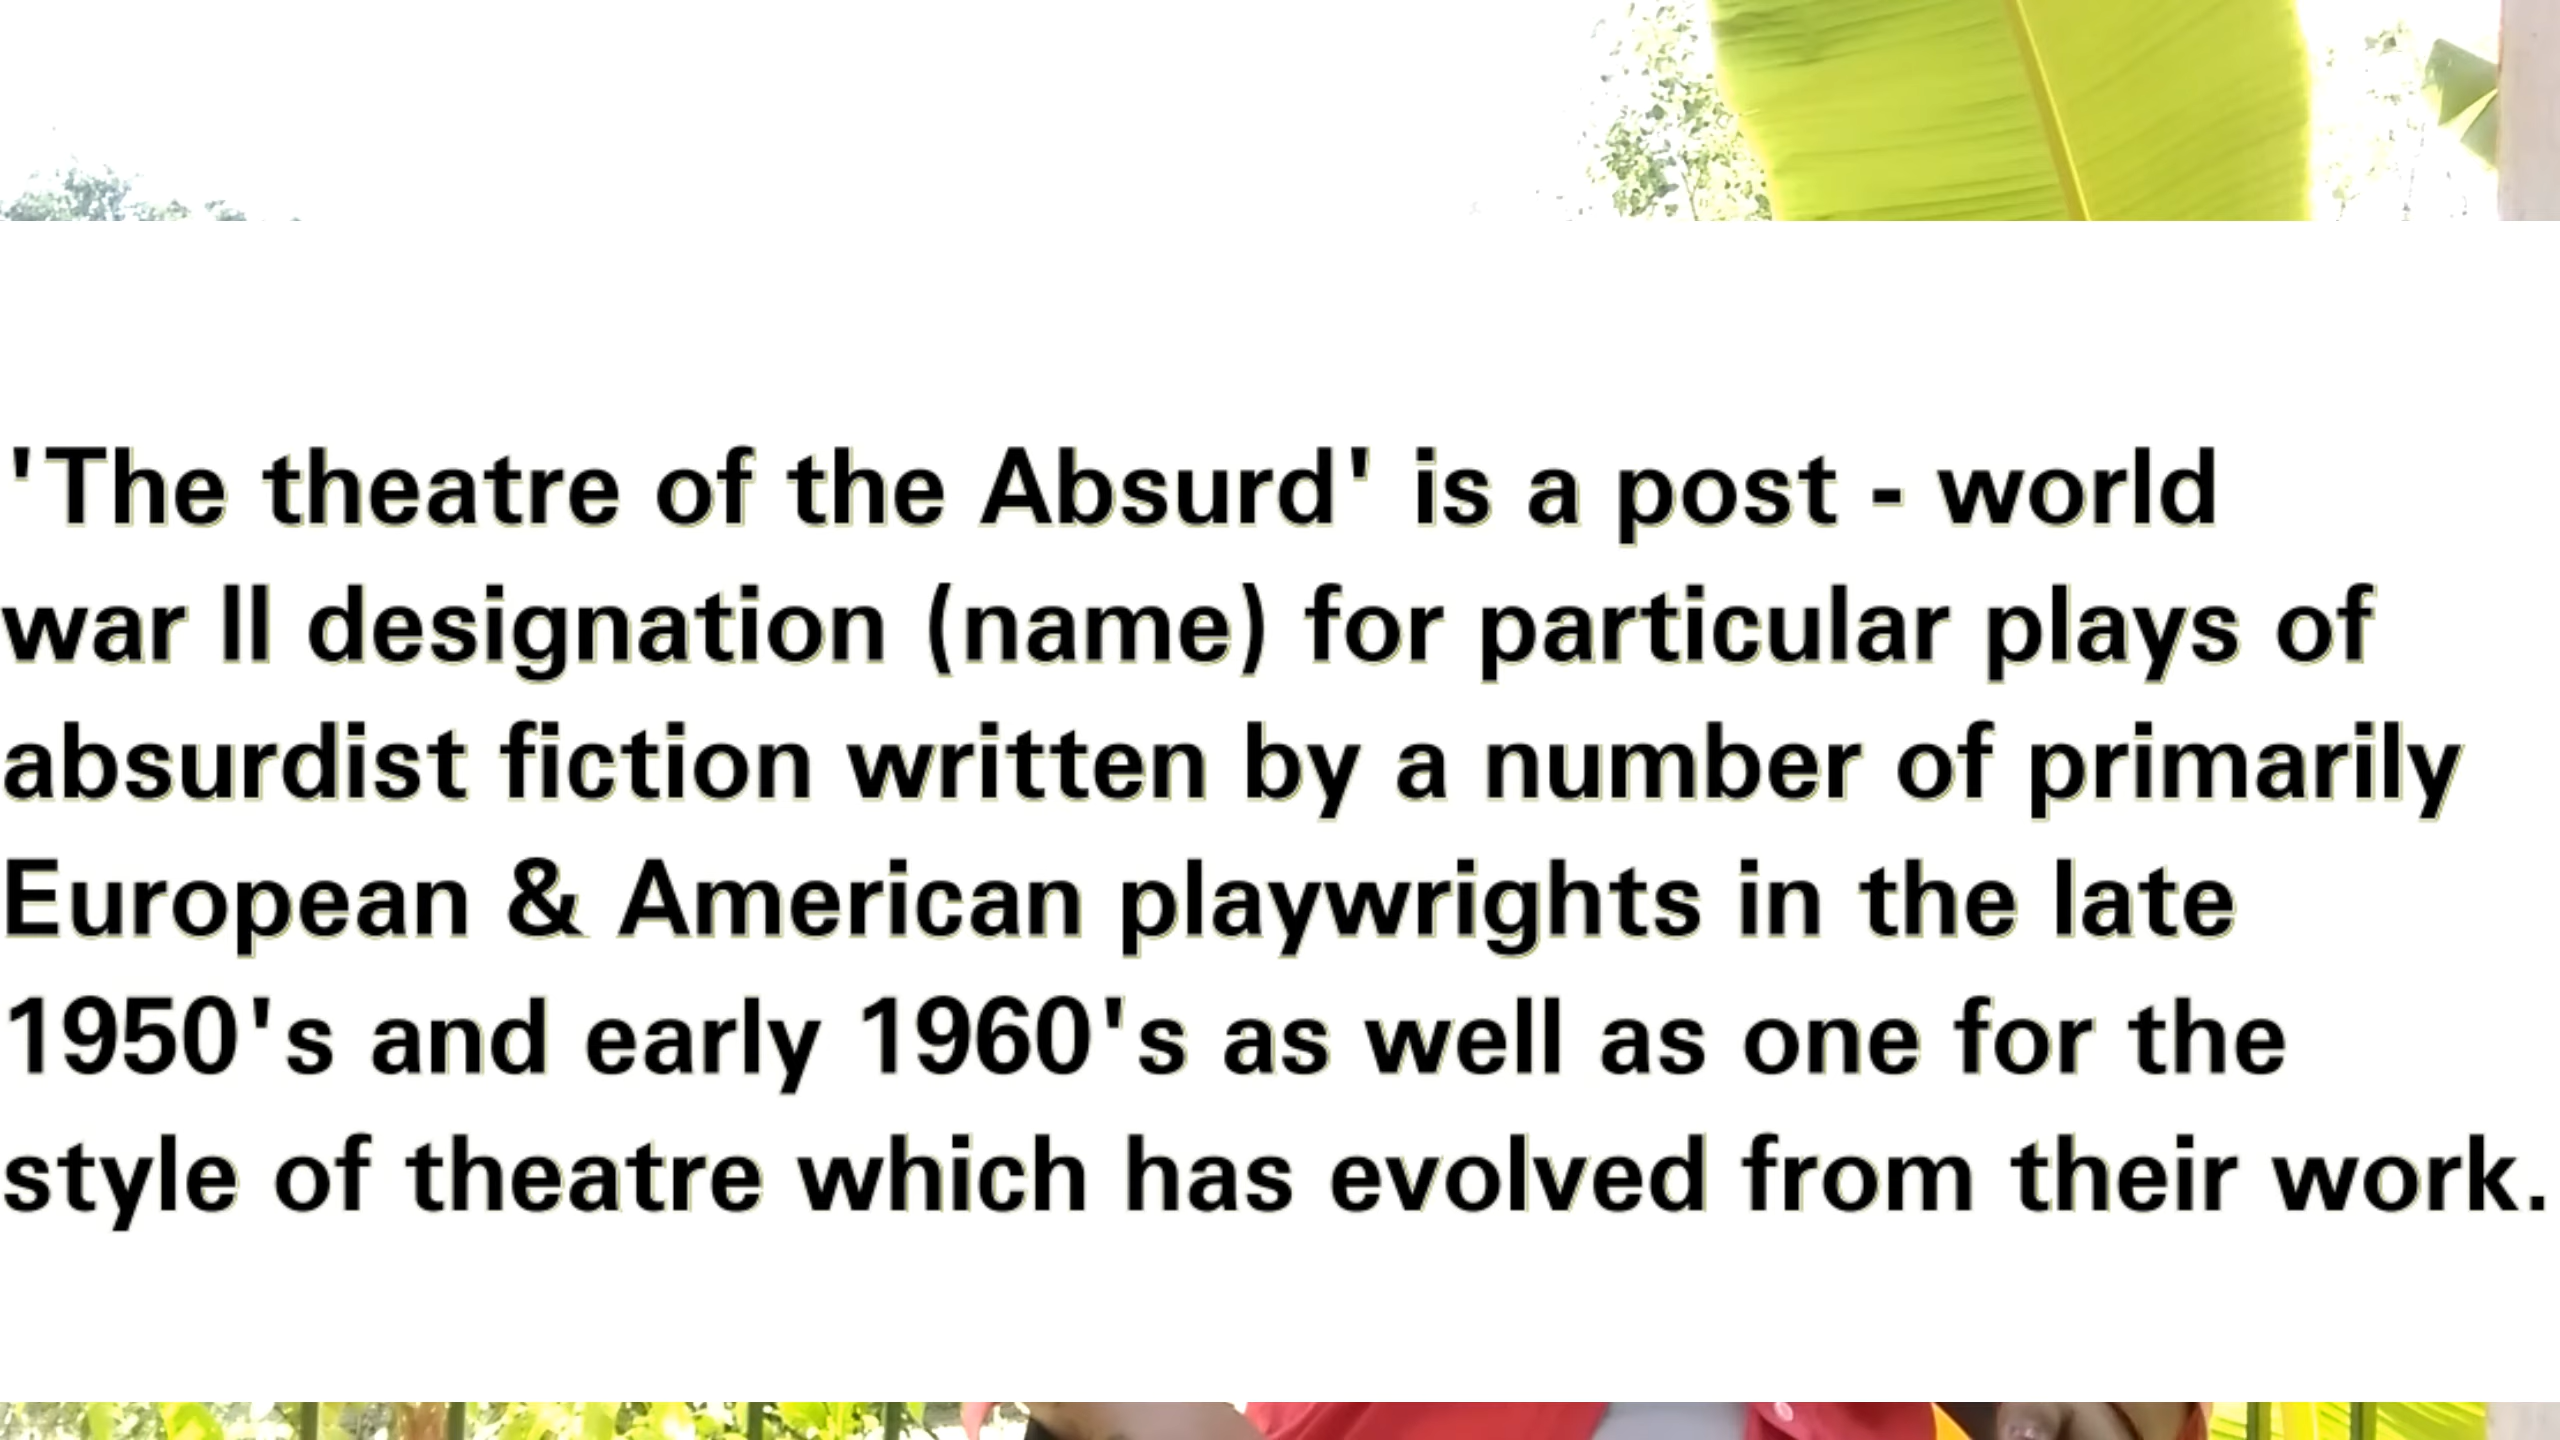 'The theatre of the Absurd' is a post - world
war II designation (name) for particular plays of
absurdist fiction written by a number of primarily
European & American playwrights in the late
1950's and early 1960's as well as one for the
style of theatre which has evolved from their work.